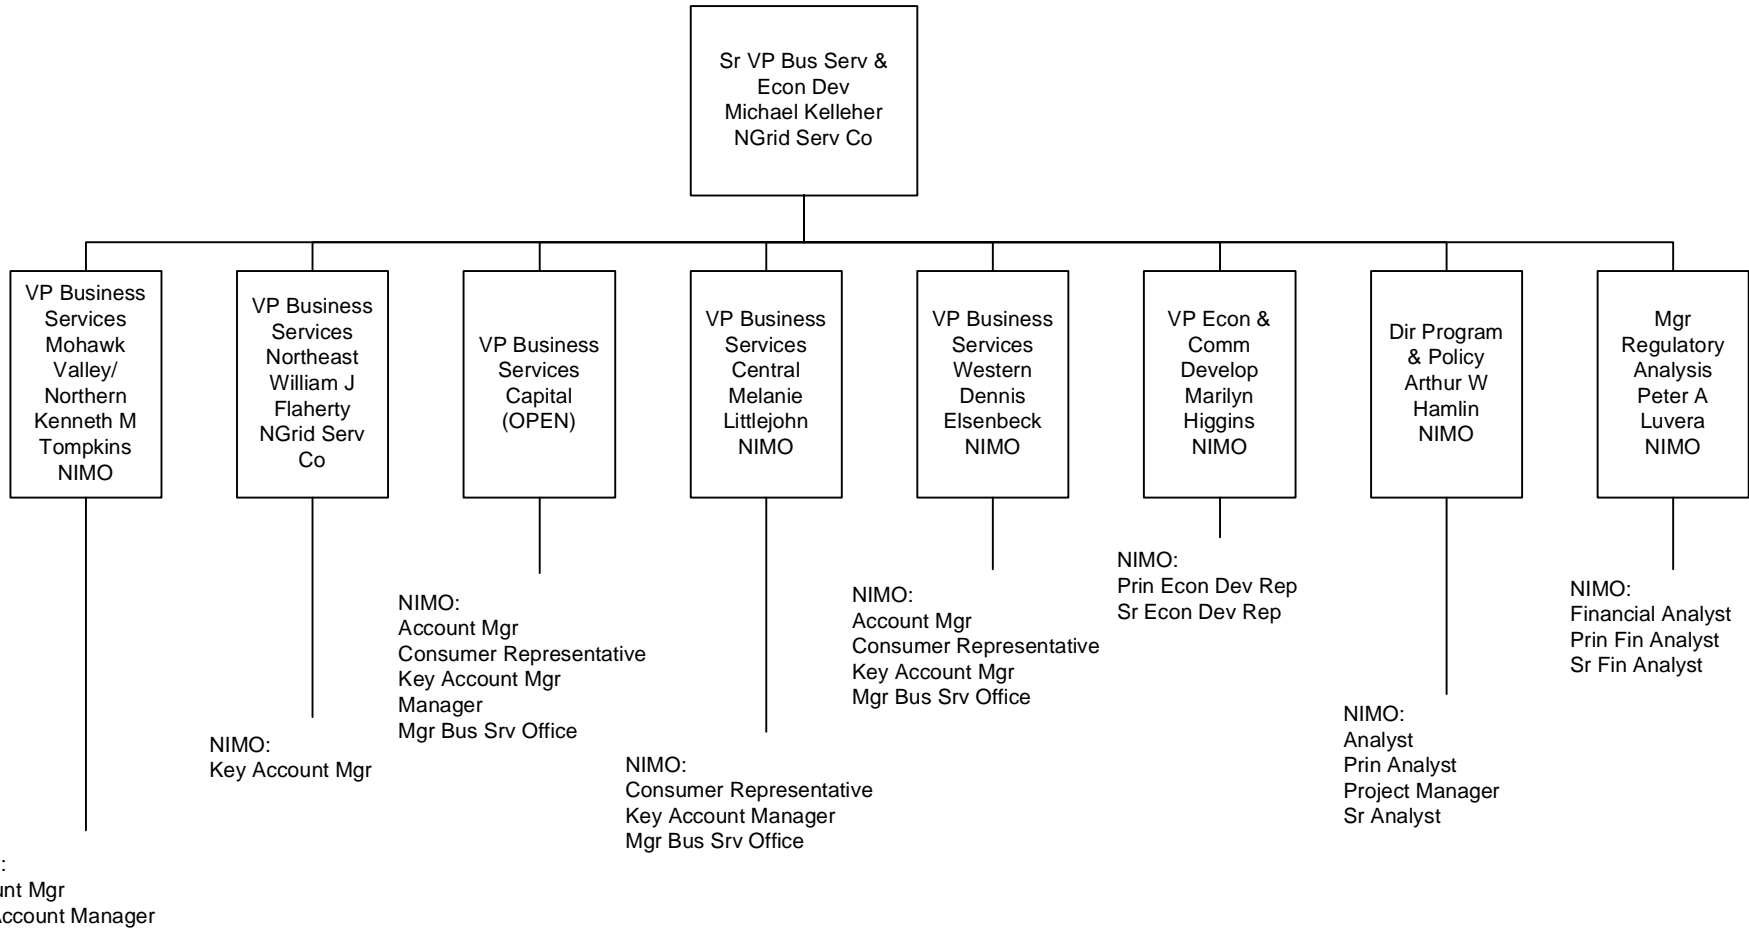 Sr VP Bus Serv &
Econ Dev
Michael Kelleher
NGrid Serv Co
VP Business
Services
Mohawk
Valley/
Northern
Kenneth M
Tompkins
NIMO
VP Business
Services
Northeast
William J
Flaherty
NGrid Serv
Co
VP Business
Services
Capital
(OPEN)
VP Business
Services
Central
Melanie
Littlejohn
NIMO
VP Business
Services
Western
Dennis
Elsenbeck
NIMO
VP Econ &
Comm
Develop
Marilyn
Higgins
NIMO
Dir Program
& Policy
Arthur W
Hamlin
NIMO
Mgr
Regulatory
Analysis
Peter A
Luvera
NIMO
:
Mgr
Account Manager
NIMO:
Key Account Mgr
NIMO:
Account Mgr
Consumer Representative
Key Account Mgr
Manager
Mgr Bus Srv Office
NIMO:
Consumer Representative
Key Account Manager
Mgr Bus Srv Office
NIMO:
Account Mgr
Consumer Representative
Key Account Mgr
Mgr Bus Srv Office
NIMO:
Prin Econ Dev Rep
Sr Econ Dev Rep
NIMO:
Analyst
Prin Analyst
Project Manager
Sr Analyst
NIMO:
Financial Analyst
Prin Fin Analyst
Sr Fin Analyst